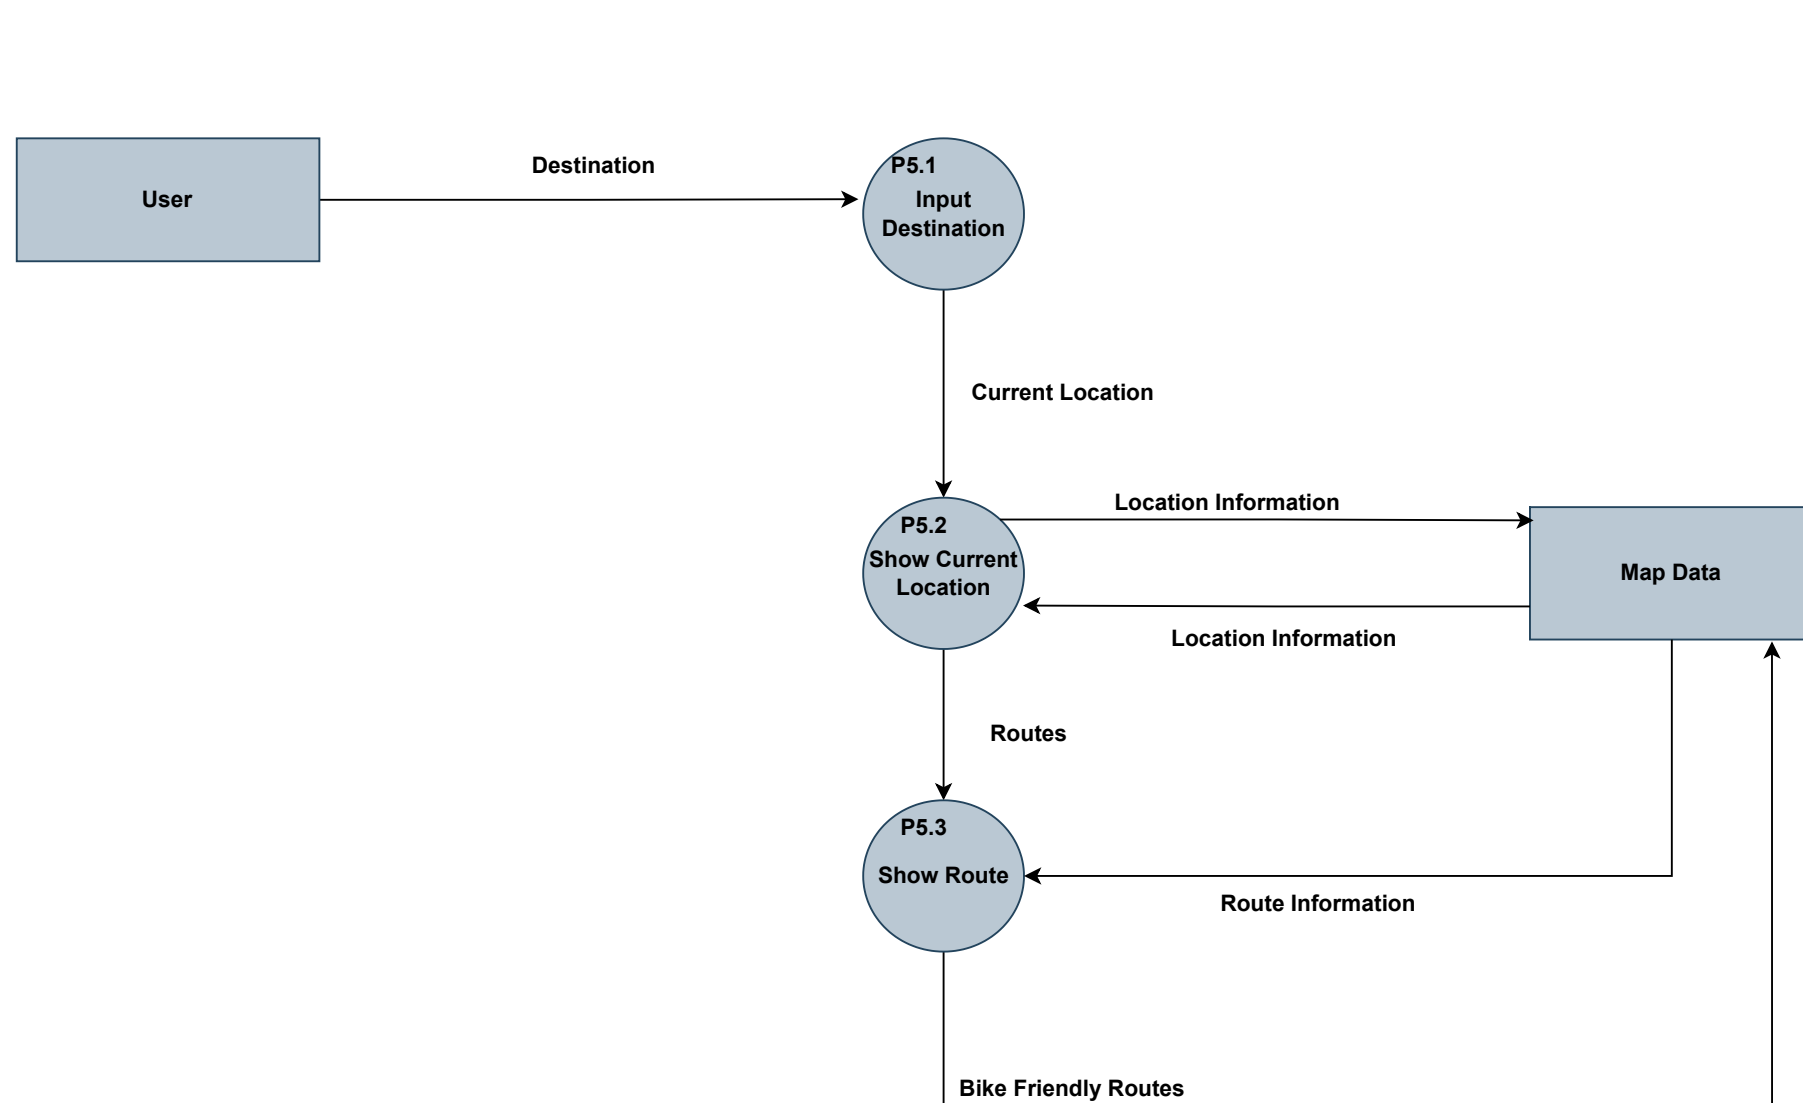 Destination
P5.1
User
Input
Destination
Current Location
Location Information
P5.2
Show Current
Location
Map Data
Location Information
Routes
P5.3
Show Route
Route Information
Bike Friendly Routes